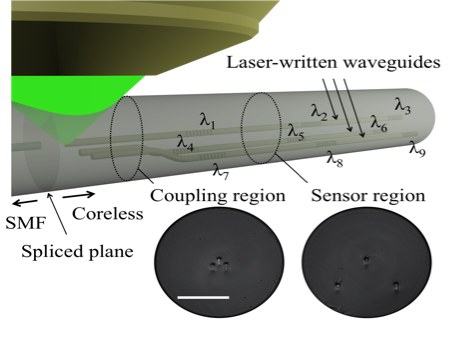 Laser-written waveguides
λ1
λ2
λ3
λ4
λ5
λ6
λ7
λ8
λ9
Coupling region
Sensor region
SMF
Coreless
Spliced plane